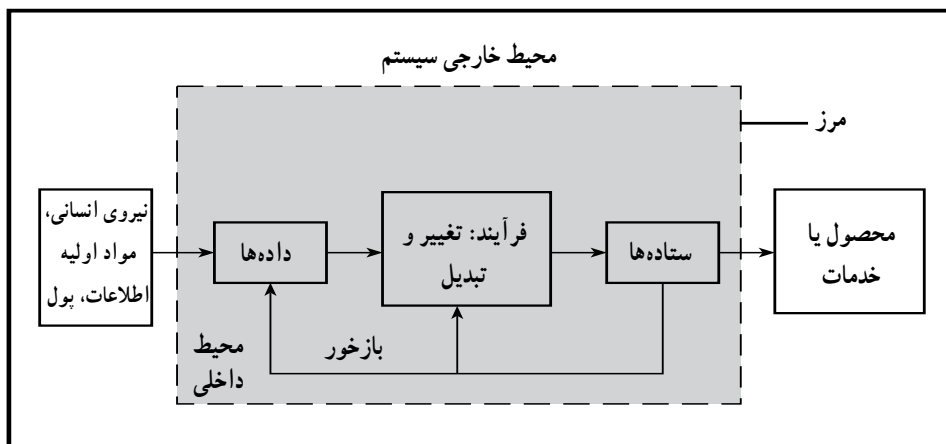 محیط خارجی سیستم
مرز
نیروی انسانی،
مواد اولیه
اطلاعات، پول
داده‌ها
فرآیند: تغییر و
تبدیل
ستاده‌ها
محصول یا
خدمات
بازخور
محیط
داخلی